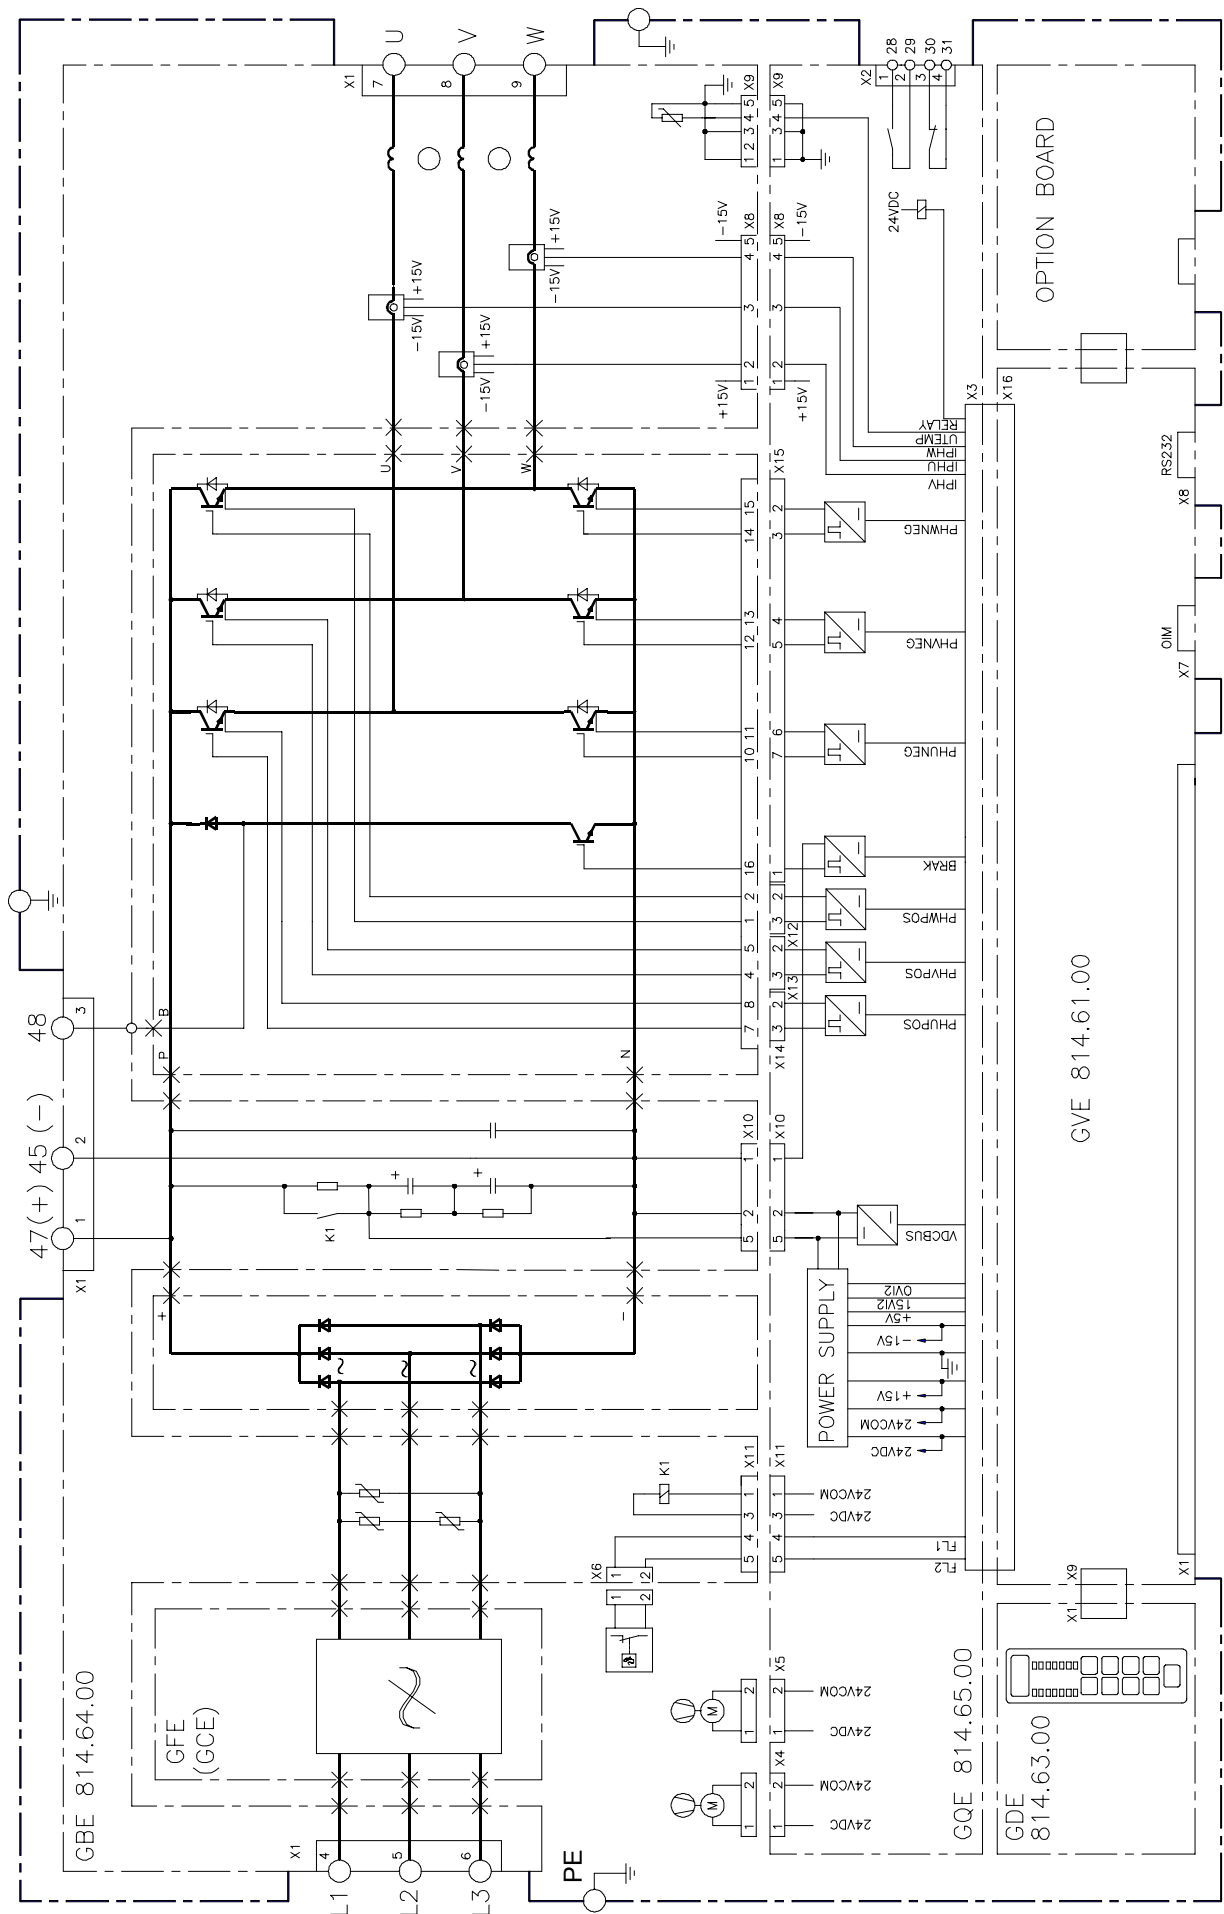 U
V
W
X1
7
8
9
28
29
30
31
X2
1
2
3
4
X9
1 2 3 4 5
X9
1 3 4 5
24VDC
OPTION BOARD
+15V
-15V
+15V
-15V
+15V
-15V
-15V
-15V
X8
1 2 3 4 5
X8
1 2 3 4 5
+15V
+15V
X3
X16
RELAY
UTEMP
IPHW
IPHU
IPHV
U
V
W
X15
RS232
X8
15
14
2
3
PHWNEG
13
12
4
5
PHVNEG
OIM
X7
11
10
6
7
PHUNEG
16
1
BRAK
2
1
2
3
X12
PHWPOS
5
4
2
3
X13
PHVPOS
8
7
2
3
X14
PHUPOS
48
3
B
P
N
GVE 814.61.00
45 (-)
2
47(+)
1
X1
K1
+
+
X10
1
2
5
X10
1
2
5
VDCBUS
POWER SUPPLY
0VI2
15VI2
+5V
-15V
+15V
24VCOM
24VDC
+
-
~
~
~
K1
X11
1
3
4
5
X11
1
3
4
5
24VCOM
24VDC
FL1
FL2
X6
1
2
1
2
X1
X1
X9
GBE 814.64.00
GFE
(GCE)
M
1
2
X5
1
2
24VCOM
24VDC
M
1
2
X4
1
2
24VCOM
24VDC
GQE 814.65.00
GDE
814.63.00
X1
4
5
6
L1
L2
L3
PE